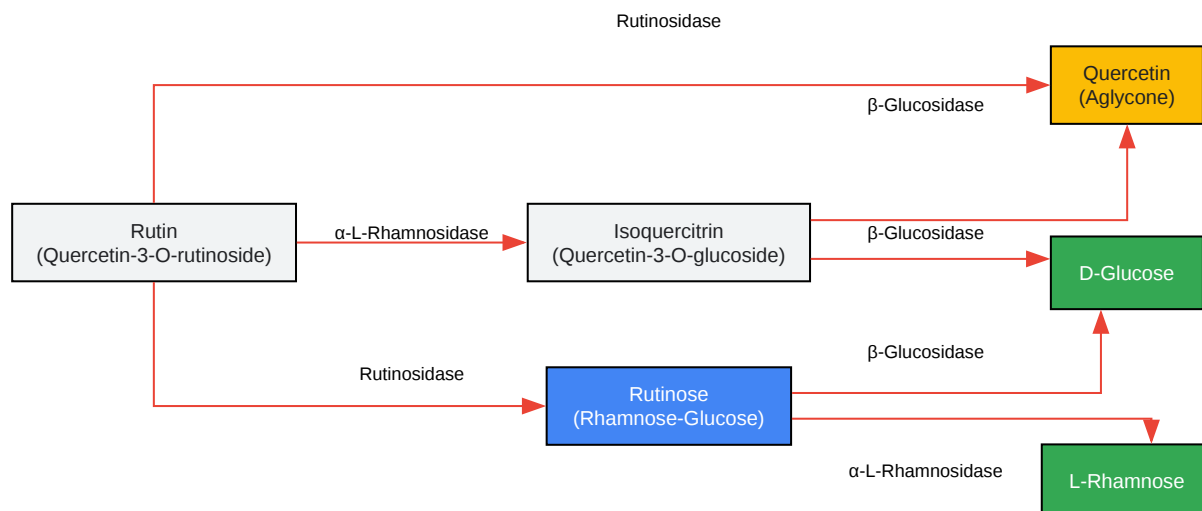 Rutinosidase
Quercetin
(Aglycone)
β-Glucosidase
Rutin
(Quercetin-3-O-rutinoside)
α-L-Rhamnosidase
Isoquercitrin
(Quercetin-3-O-glucoside)
β-Glucosidase
D-Glucose
Rutinosidase
Rutinose
(Rhamnose-Glucose)
β-Glucosidase
α-L-Rhamnosidase
L-Rhamnose